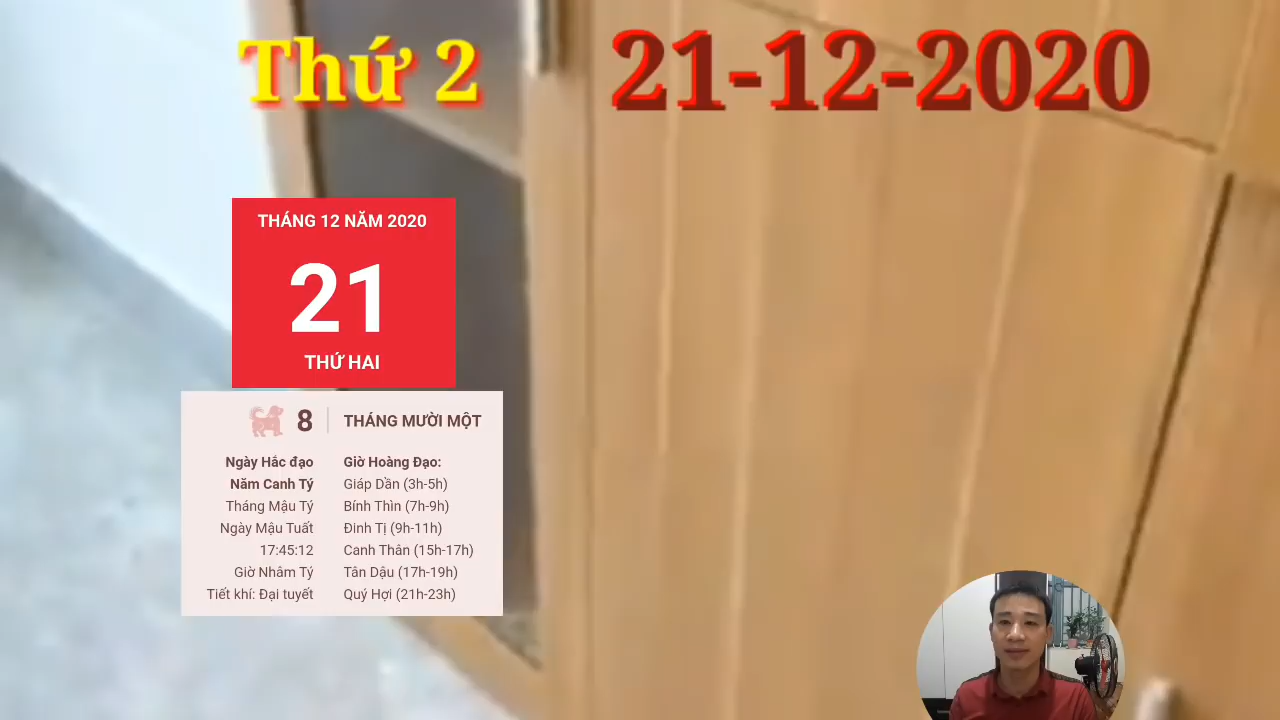 Thứ 2 21-12-2020
THÁNG 12 NĂM 2020
21
THỨ HAI
8 THÁNG MƯỜI MỘT
Ngày Hắc đạo
Năm Canh Tý
Tháng Mậu Tý
Ngày Mậu Tuất
17:45:12
Giờ Nhâm Tý
Tiết khí: Đại tuyết
Giờ Hoàng Đạo:
Giáp Dần (3h-5h)
Bính Thìn (7h-9h)
Đinh Tị (9h-11h)
Canh Thân (15h-17h)
Tân Dậu (17h-19h)
Quý Hợi (21h-23h)